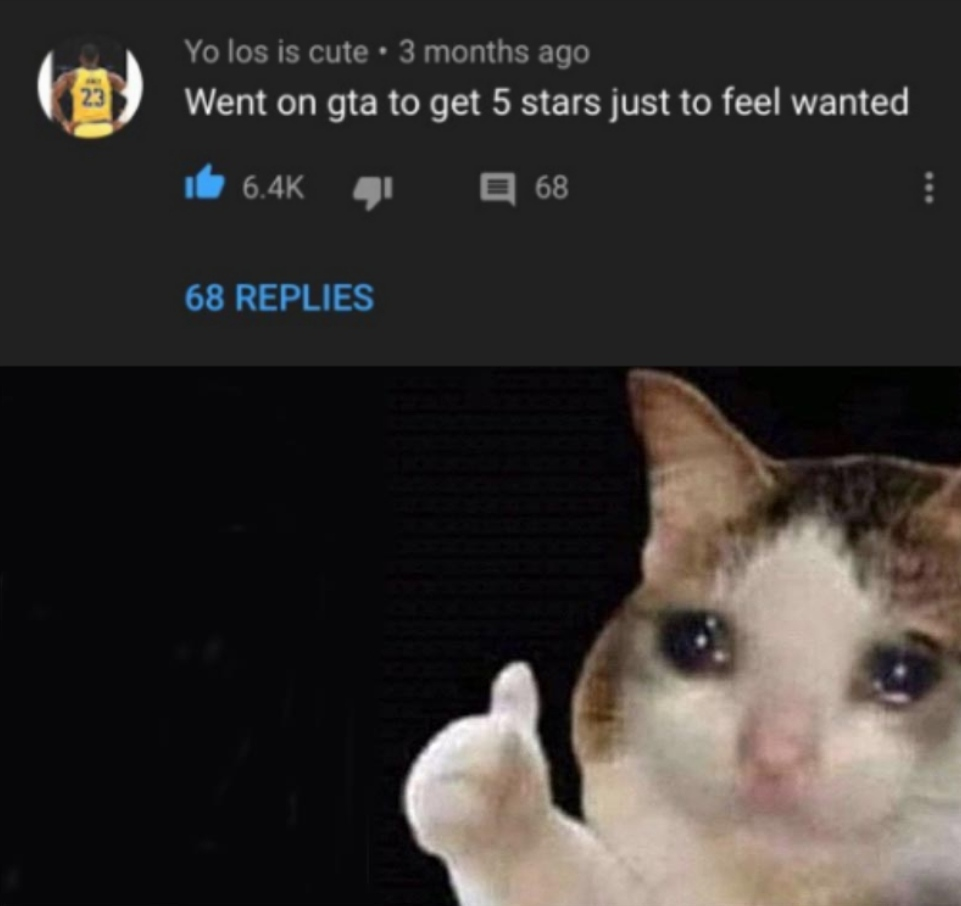 Yo los is cute • 3 months ago
Went on gta to get 5 stars just to feel wanted
6.4K 68
68 REPLIES
23